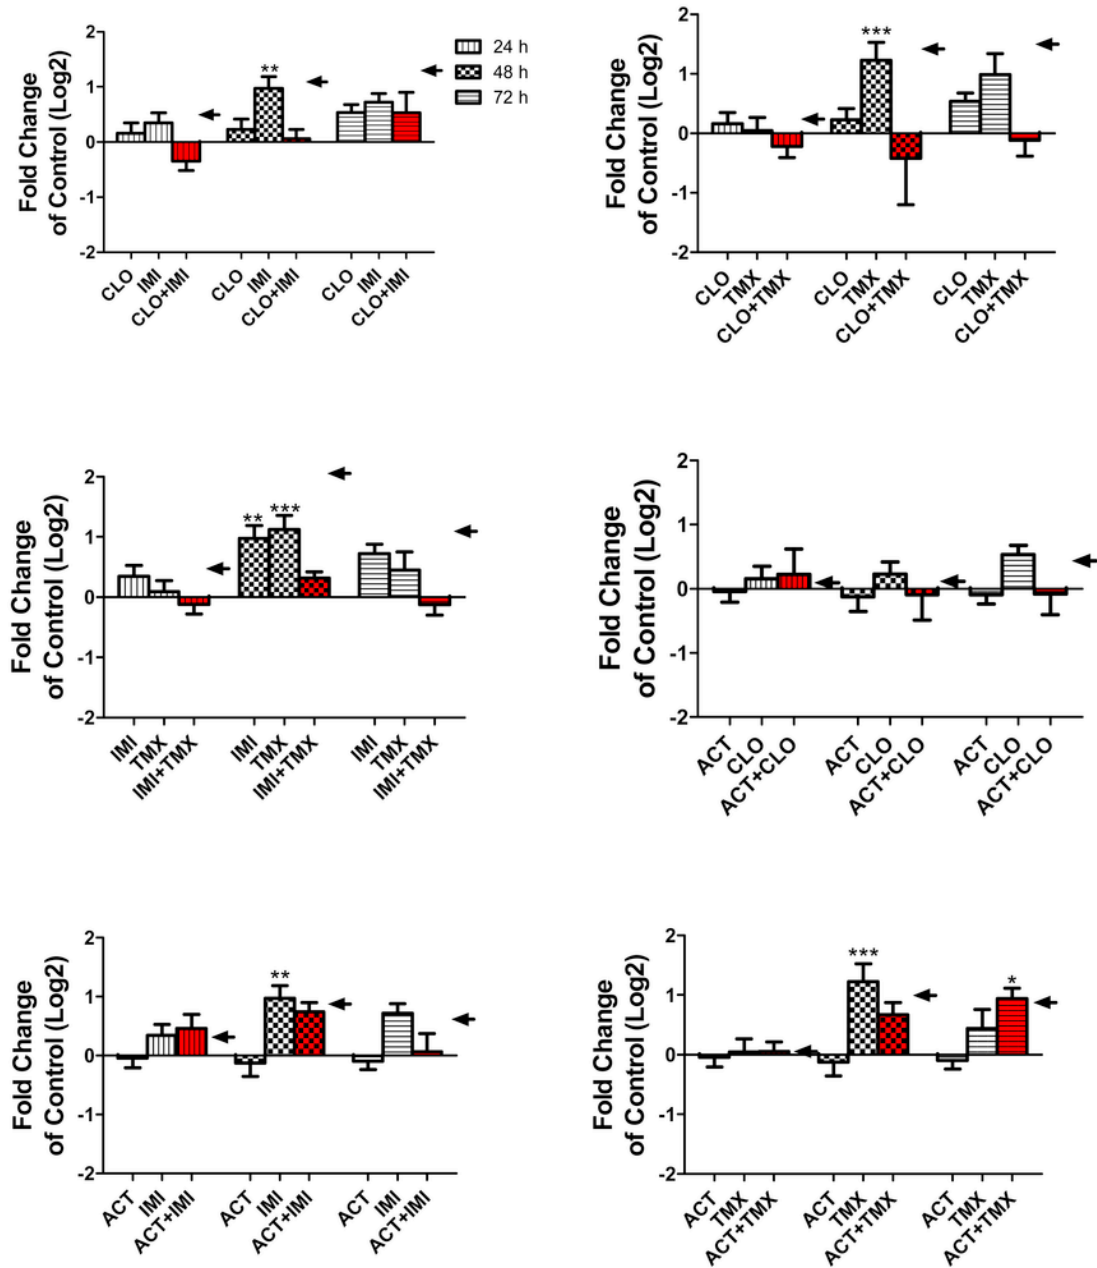 2
1
0
-1
-2
Fold Change
of Control (Log2)
**
24 h
48 h
72 h
CLO
IMI
CLO+IMI
CLO
IMI
CLO+IMI
CLO
IMI
CLO+IMI
2
1
0
-1
-2
Fold Change
of Control (Log2)
***
CLO
TMX
CLO+TMX
CLO
TMX
CLO+TMX
CLO
TMX
CLO+TMX
2
1
0
-1
-2
Fold Change
of Control (Log2)
**
***
IMI
TMX
IMI+TMX
IMI
TMX
IMI+TMX
IMI
TMX
IMI+TMX
2
1
0
-1
-2
Fold Change
of Control (Log2)
ACT
CLO
ACT+CLO
ACT
CLO
ACT+CLO
ACT
CLO
ACT+CLO
2
1
0
-1
-2
Fold Change
of Control (Log2)
**
ACT
IMI
ACT+IMI
ACT
IMI
ACT+IMI
ACT
IMI
ACT+IMI
2
1
0
-1
-2
Fold Change
of Control (Log2)
***
*
ACT
TMX
ACT+TMX
ACT
TMX
ACT+TMX
ACT
TMX
ACT+TMX